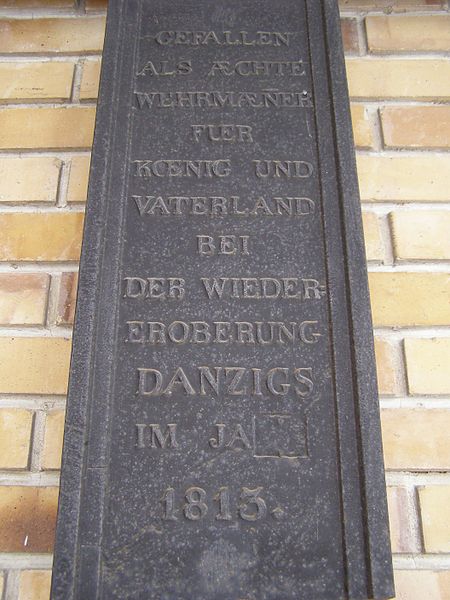 GEFALLEN
ALS ÆCHTE
WEHRMÆNER
FUER
KŒNIG UND
VATERLAND
BEI
DER WIEDER-
EROBERUNG
DANZIGS
IM JA
1813.